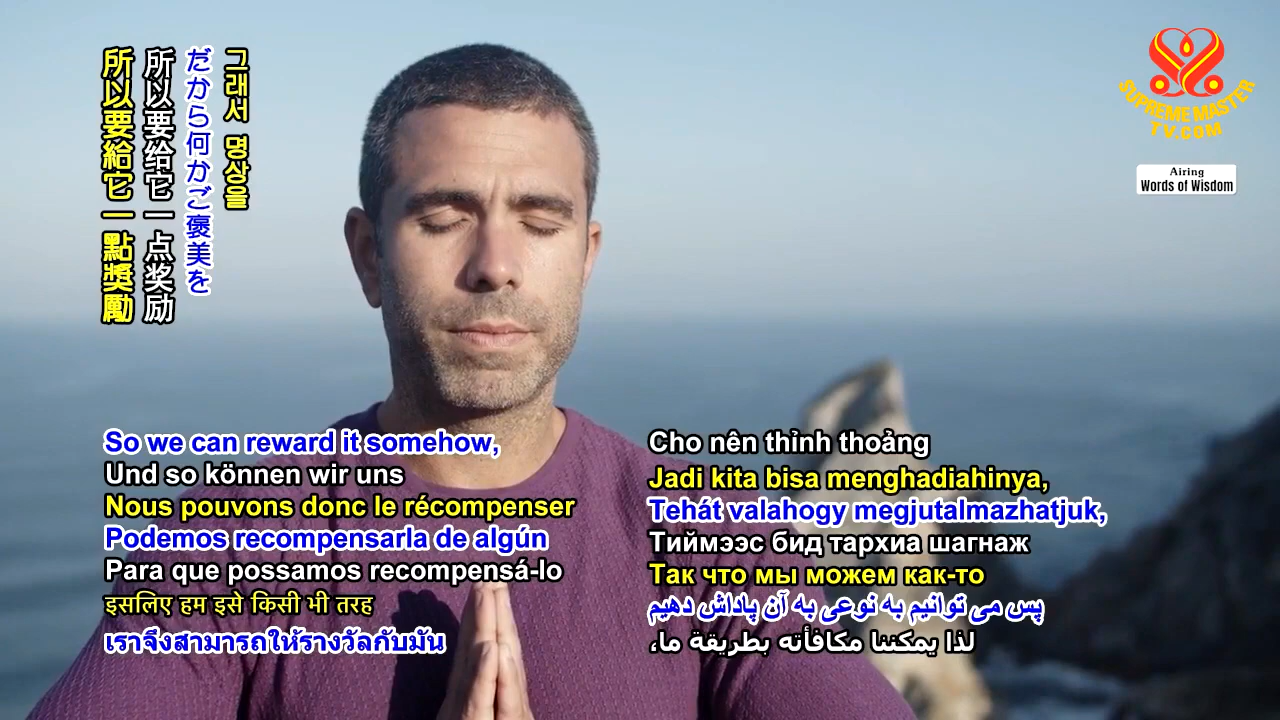 所以要給它一點獎勵
所以要给它一点奖励
だから何かご褒美を
그래서 명상을
SUPREME MASTER
TV.COM
Airing
Words of Wisdom
So we can reward it somehow,
Und so können wir uns
Nous pouvons donc le récompenser
Podemos recompensarla de algún
Para que possamos recompensá-lo
इसलिए हम इसे किसी भी तरह
เราจึงสามารถให้รางวัลกับมัน
Cho nên thỉnh thoảng
Jadi kita bisa menghadiahinya,
Tehát valahogy megjutalmazhatjuk,
Тиймээс бид тархиа шагнаж
Так что мы можем как-то
پس می توانیم به نوعی به آن پاداش دهیم
لذا يمكننا مكافأته بطريقة ما،